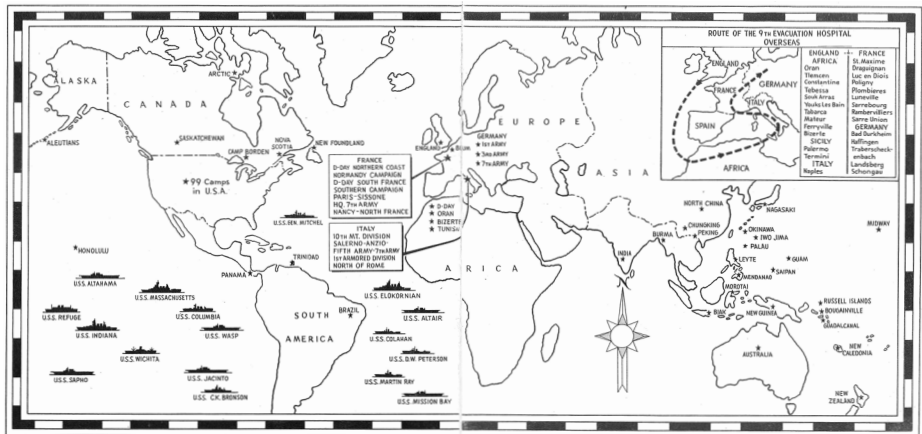 ROUTE OF THE 9TH EVACUATION HOSPITAL
OVERSEAS
ENGLAND
AFRICA
Oran
Tlemcen
Constantine
Tebessa
Souk Arras
Youks Les Bain
Tabarca
Mateur
Ferryville
Bizerte
SICILY
Palermo
Termini
ITALY
Naples
FRANCE
St. Maxime
Draguignan
Luc en Diois
Poligny
Plombieres
Luneville
Sarrebourg
Rambervilliers
Sarre Union
GERMANY
Bad Durkheim
Haffingen
Traberscheck-
enbach
Landsberg
Schongau
ENGLAND
GERMANY
FRANCE
ITALY
SPAIN
AFRICA
ALASKA
ARCTIC
CANADA
ALEUTIANS
SASKATCHEWAN
CAMP BORDEN
NOVA
SCOTIA
NEW FOUNDLAND
99 Camps
in U.S.A.
EUROPE
ENGLAND
GERMANY
1st ARMY
3rd ARMY
7th ARMY
FRANCE
D-DAY NORTHERN COAST
NORMANDY CAMPAIGN
D-DAY SOUTH FRANCE
SOUTHERN CAMPAIGN
PARIS-SISSONE
HQ. 7th ARMY
NANCY-NORTH FRANCE
D-DAY
ORAN
BIZERTE
TUNIS
ITALY
10TH MT. DIVISION
SALERNO-ANZIO
FIFTH ARMY-7th ARMY
1st ARMORED DIVISION
NORTH OF ROME
ASIA
NORTH CHINA
NAGASAKI
CHUNGKING
PEKING
BURMA
INDIA
OKINAWA
IWO JIMA
PALAU
MIDWAY
LEYTE
GUAM
SAIPAN
MENDANAO
MOROTAI
BIAK
NEW GUINEA
RUSSELL ISLANDS
BOUGAINVILLE
GUADALCANAL
NEW
CALEDONIA
AUSTRALIA
NEW
ZEALAND
N
AFRICA
HONOLULU
U.S.S. GEN. MITCHEL
TRINIDAD
PANAMA
BRAZIL
SOUTH
AMERICA
U.S.S. ALTAHAMA
U.S.S. MASSACHUSETTS
U.S.S. REFUGE
U.S.S. COLUMBIA
U.S.S. INDIANA
U.S.S. WASP
U.S.S. WICHITA
U.S.S. SAPHO
U.S.S. JACINTO
U.S.S. C.K. BRONSON
U.S.S. ELOKORNIAN
U.S.S. ALTAIR
U.S.S. COLAHAN
U.S.S. D.W. PETERSON
U.S.S. MARTIN RAY
U.S.S. MISSION BAY